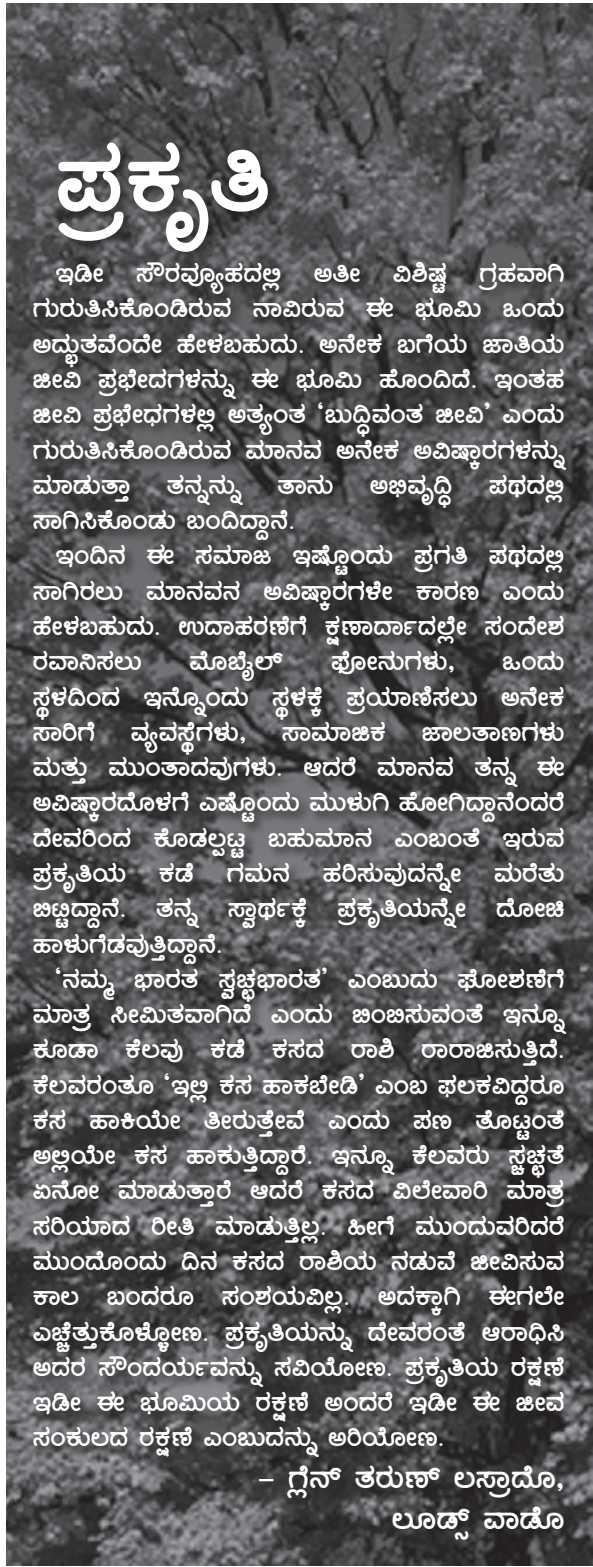 ಪ್ರಕೃತಿ
ಇಡೀ ಸೌರವ್ಯೂಹದಲ್ಲಿ ಅತೀ ವಿಶಿಷ್ಟ ಗ್ರಹವಾಗಿ
ಗುರುತಿಸಿಕೊಂಡಿರುವ ನಾವಿರುವ ಈ ಭೂಮಿ ಒಂದು
ಅದ್ಭುತವೆಂದೇ ಹೇಳಬಹುದು. ಅನೇಕ ಬಗೆಯ ಜಾತಿಯ
ಜೀವಿ ಪ್ರಭೇದಗಳನ್ನು ಈ ಭೂಮಿ ಹೊಂದಿದೆ. ಇಂತಹ
ಜೀವಿ ಪ್ರಭೇಧಗಳಲ್ಲಿ ಅತ್ಯಂತ ‘ಬುದ್ಧಿವಂತ ಜೀವಿ’ ಎಂದು
ಗುರುತಿಸಿಕೊಂಡಿರುವ ಮಾನವ ಅನೇಕ ಅವಿಷ್ಕಾರಗಳನ್ನು
ಮಾಡುತ್ತಾ ತನ್ನನ್ನು ತಾನು ಅಭಿವೃದ್ಧಿ ಪಥದಲ್ಲಿ
ಸಾಗಿಸಿಕೊಂಡು ಬಂದಿದ್ದಾನೆ.
ಇಂದಿನ ಈ ಸಮಾಜ ಇಷ್ಟೊಂದು ಪ್ರಗತಿ ಪಥದಲ್ಲಿ
ಸಾಗಿರಲು ಮಾನವನ ಅವಿಷ್ಕಾರಗಳೇ ಕಾರಣ ಎಂದು
ಹೇಳಬಹುದು. ಉದಾಹರಣೆಗೆ ಕ್ಷಣಾರ್ದಾದಲ್ಲೇ ಸಂದೇಶ
ರವಾನಿಸಲು ಮೊಬೈಲ್ ಫೋನುಗಳು, ಒಂದು
ಸ್ಥಳದಿಂದ ಇನ್ನೊಂದು ಸ್ಥಳಕ್ಕೆ ಪ್ರಯಾಣಿಸಲು ಅನೇಕ
ಸಾರಿಗೆ ವ್ಯವಸ್ಥೆಗಳು, ಸಾಮಾಜಿಕ ಜಾಲತಾಣಗಳು
ಮತ್ತು ಮುಂತಾದವುಗಳು. ಆದರೆ ಮಾನವ ತನ್ನ ಈ
ಅವಿಷ್ಕಾರದೊಳಗೆ ಎಷ್ಟೊಂದು ಮುಳುಗಿ ಹೋಗಿದ್ದಾನೆಂದರೆ
ದೇವರಿಂದ ಕೊಡಲ್ಪಟ್ಟ ಬಹುಮಾನ ಎಂಬಂತೆ ಇರುವ
ಪ್ರಕೃತಿಯ ಕಡೆ ಗಮನ ಹರಿಸುವುದನ್ನೇ ಮರೆತು
ಬಿಟ್ಟಿದ್ದಾನೆ. ತನ್ನ ಸ್ವಾರ್ಥಕ್ಕೆ ಪ್ರಕೃತಿಯನ್ನೇ ದೋಚಿ
ಹಾಳುಗೆಡವುತ್ತಿದ್ದಾನೆ.
‘ನಮ್ಮ ಭಾರತ ಸ್ವಚ್ಛಭಾರತ’ ಎಂಬುದು ಘೋಶಣೆಗೆ
ಮಾತ್ರ ಸೀಮಿತವಾಗಿದೆ ಎಂದು ಬಿಂಬಿಸುವಂತೆ ಇನ್ನೂ
ಕೂಡಾ ಕೆಲವು ಕಡೆ ಕಸದ ರಾಶಿ ರಾರಾಜಿಸುತ್ತಿದೆ.
ಕೆಲವರಂತೂ ‘ಇಲ್ಲಿ ಕಸ ಹಾಕಬೇಡಿ’ ಎಂಬ ಫಲಕವಿದ್ದರೂ
ಕಸ ಹಾಕಿಯೇ ತೀರುತ್ತೇವೆ ಎಂದು ಪಣ ತೊಟ್ಟಂತೆ
ಅಲ್ಲಿಯೇ ಕಸ ಹಾಕುತ್ತಿದ್ದಾರೆ. ಇನ್ನೂ ಕೆಲವರು ಸ್ವಚ್ಛತೆ
ಏನೋ ಮಾಡುತ್ತಾರೆ ಆದರೆ ಕಸದ ವಿಲೇವಾರಿ ಮಾತ್ರ
ಸರಿಯಾದ ರೀತಿ ಮಾಡುತ್ತಿಲ್ಲ. ಹೀಗೆ ಮುಂದುವರಿದರೆ
ಮುಂದೊಂದು ದಿನ ಕಸದ ರಾಶಿಯ ನಡುವೆ ಜೀವಿಸುವ
ಕಾಲ ಬಂದರೂ ಸಂಶಯವಿಲ್ಲ. ಅದಕ್ಕಾಗಿ ಈಗಲೇ
ಎಚ್ಚೆತ್ತುಕೊಳ್ಳೋಣ. ಪ್ರಕೃತಿಯನ್ನು ದೇವರಂತೆ ಆರಾಧಿಸಿ
ಅದರ ಸೌಂದರ್ಯವನ್ನು ಸವಿಯೋಣ. ಪ್ರಕೃತಿಯ ರಕ್ಷಣೆ
ಇಡೀ ಈ ಭೂಮಿಯ ರಕ್ಷಣೆ ಅಂದರೆ ಇಡೀ ಈ ಜೀವ
ಸಂಕುಲದ ರಕ್ಷಣೆ ಎಂಬುದನ್ನು ಅರಿಯೋಣ.
– ಗ್ಲೆನ್ ತರುಣ್ ಲಸ್ರಾದೊ,
ಲೂರ್ಡ್ಸ್ ವಾಡೊ